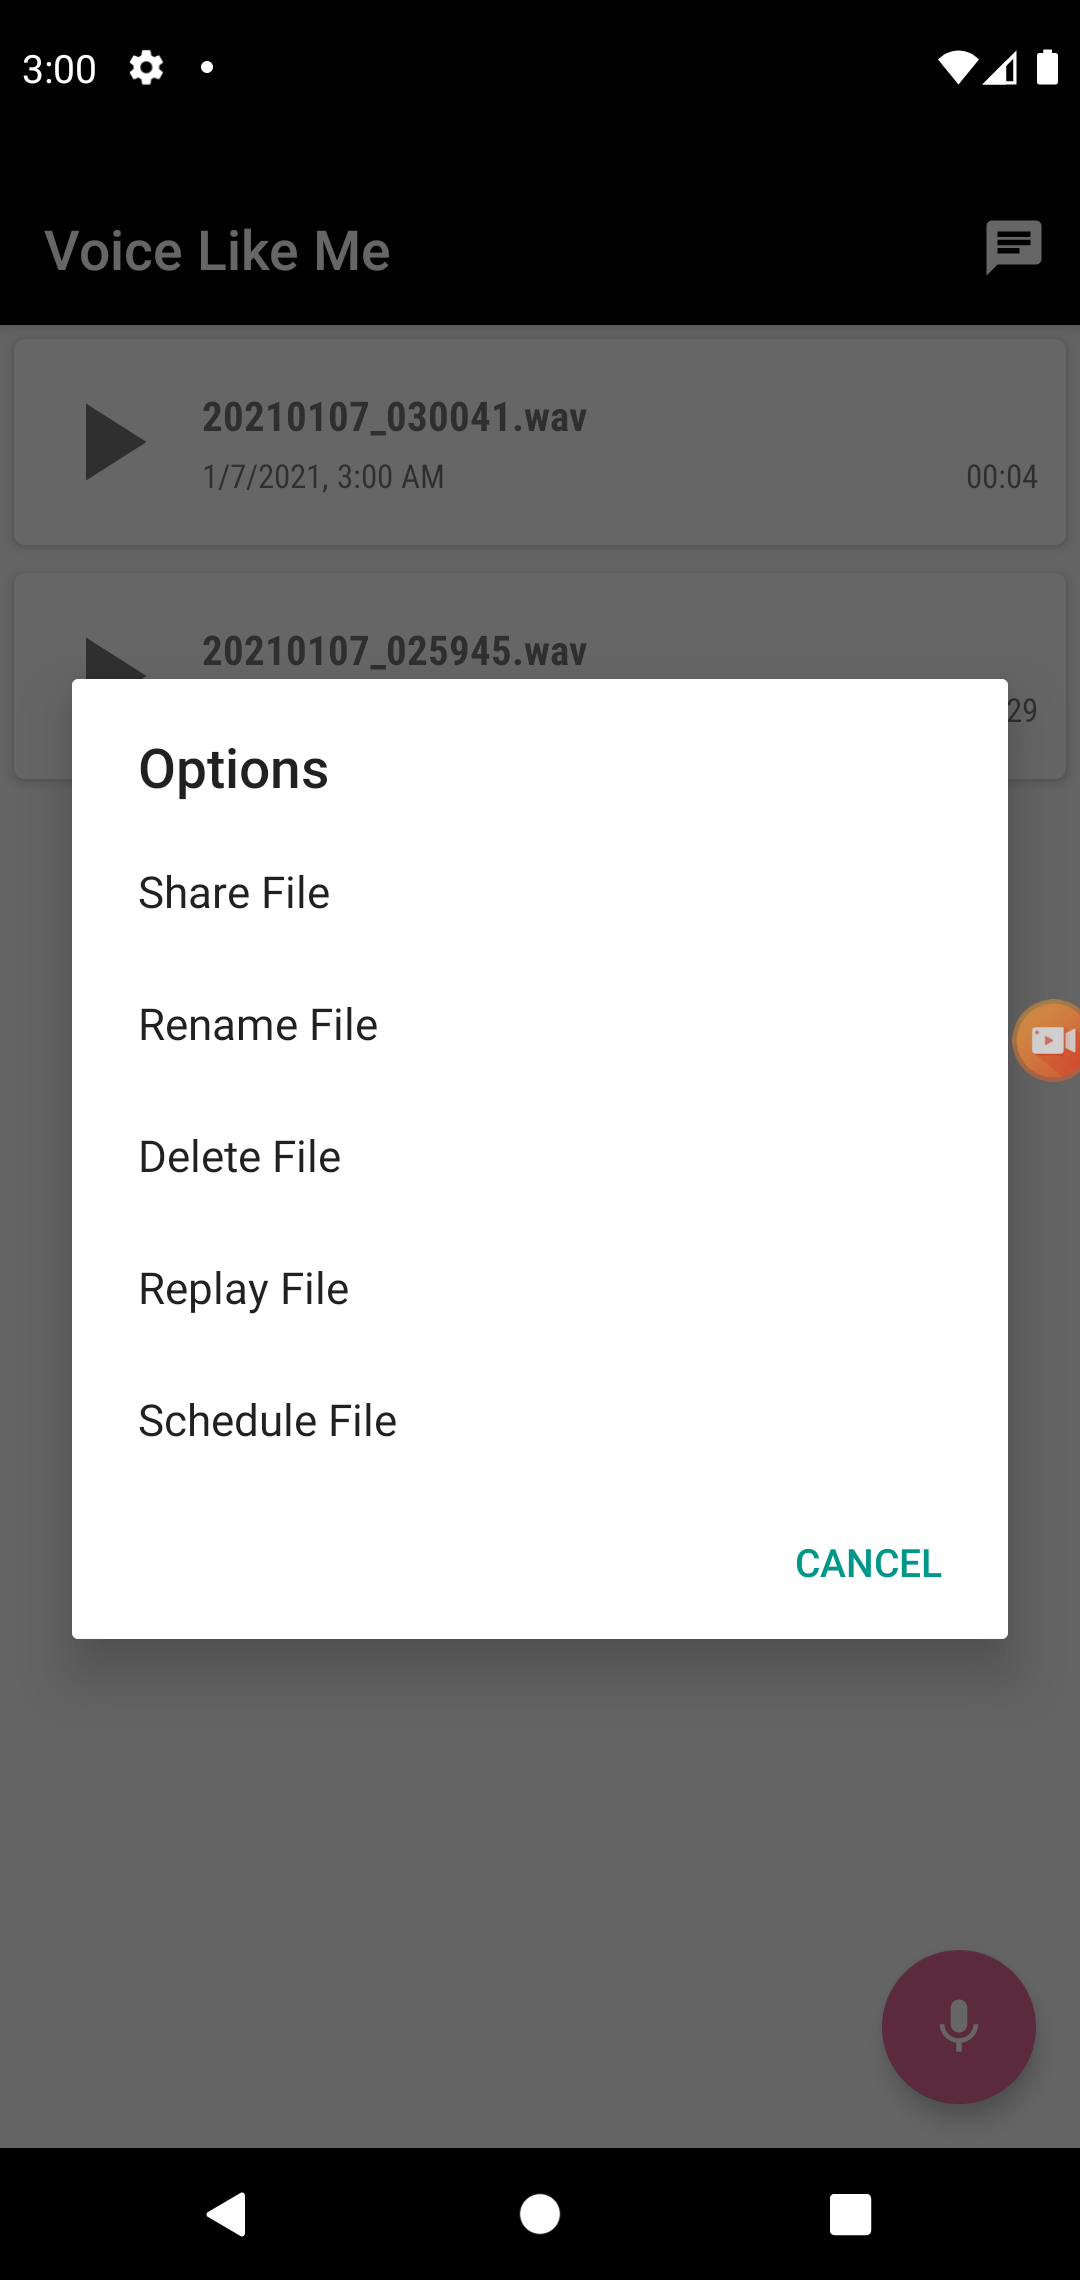 3:00
Voice Like Me
20210107_030041.wav
1/7/2021, 3:00 AM
00:04
20210107_025945.wav
29
Options
Share File
Rename File
Delete File
Replay File
Schedule File
CANCEL